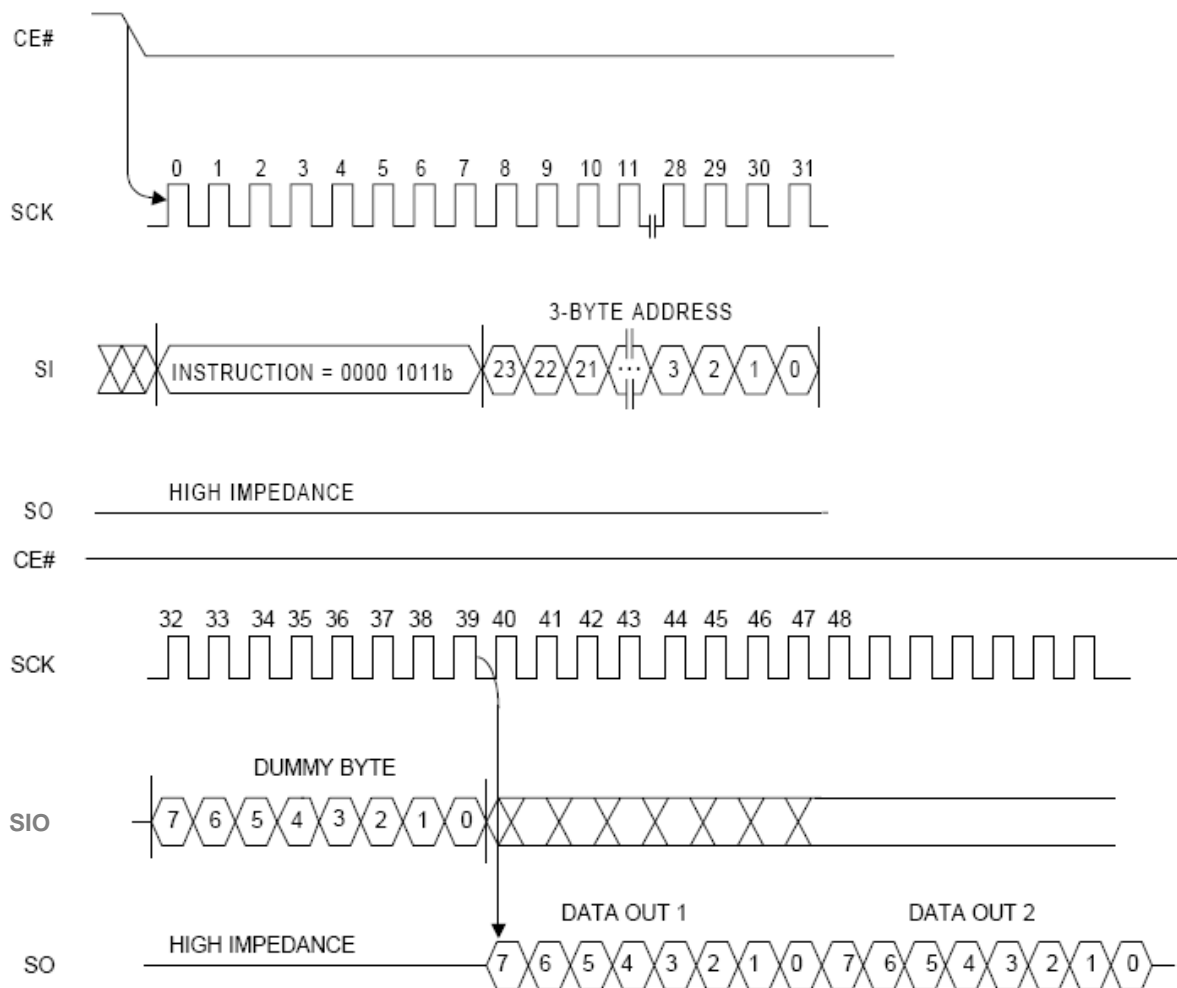 CE#
0 1 2 3 4 5 6 7 8 9 10 11 28 29 30 31
SCK
3-BYTE ADDRESS
SI INSTRUCTION = 0000 1011b 23 22 21 ... 3 2 1 0
HIGH IMPEDANCE
SO
CE#
32 33 34 35 36 37 38 39 40 41 42 43 44 45 46 47 48
SCK
DUMMY BYTE
SIO 7 6 5 4 3 2 1 0
DATA OUT 1 DATA OUT 2
HIGH IMPEDANCE
SO 7 6 5 4 3 2 1 0 7 6 5 4 3 2 1 0